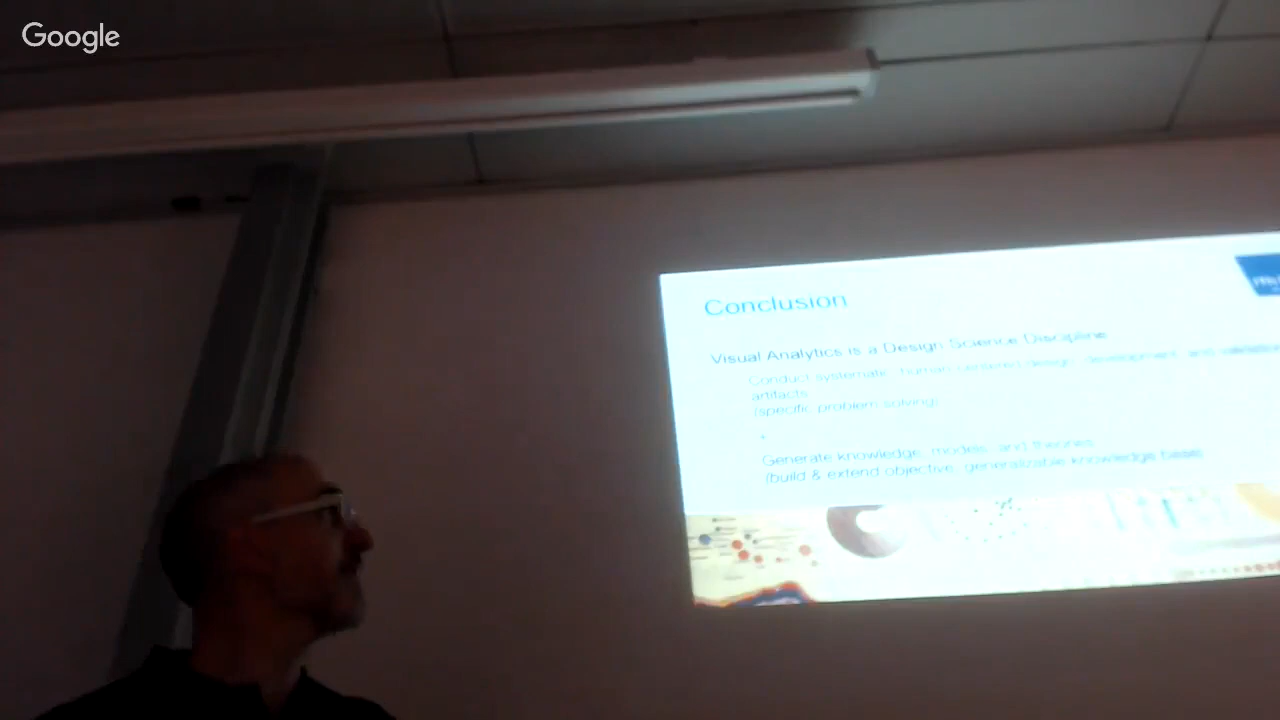 Google
Conclusion
Visual Analytics is a Design Science Discipline
Conduct systematic, human-centered design, development, and validation
artifacts
(specific problem solving)
Generate knowledge, models, and theories
(build & extend objective, generalizable knowledge base